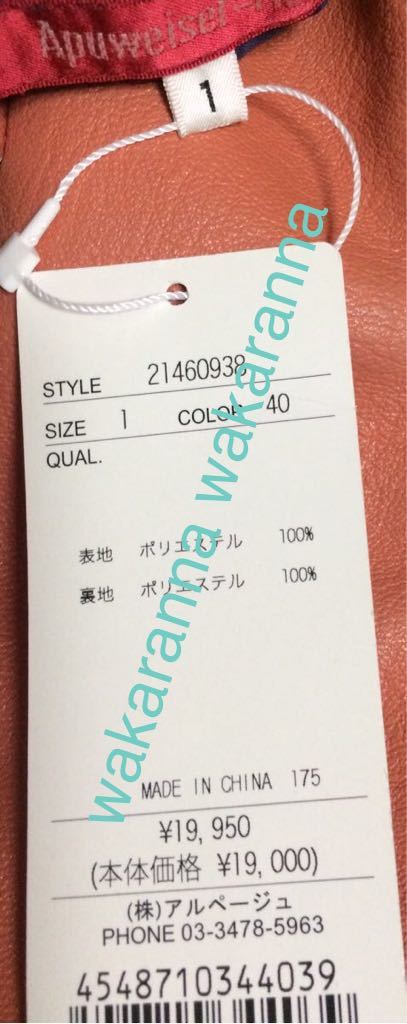 Apuweiser-
1
STYLE 21460938
SIZE 1 COLOR 40
QUAL.
表地 ポリエステル 100%
裏地 ポリエステル 100%
wakaranna wakaranna
MADE IN CHINA 175
¥19,950
(本体価格 ¥19,000)
(株)アルページュ
PHONE 03-3478-5963
4548710344039